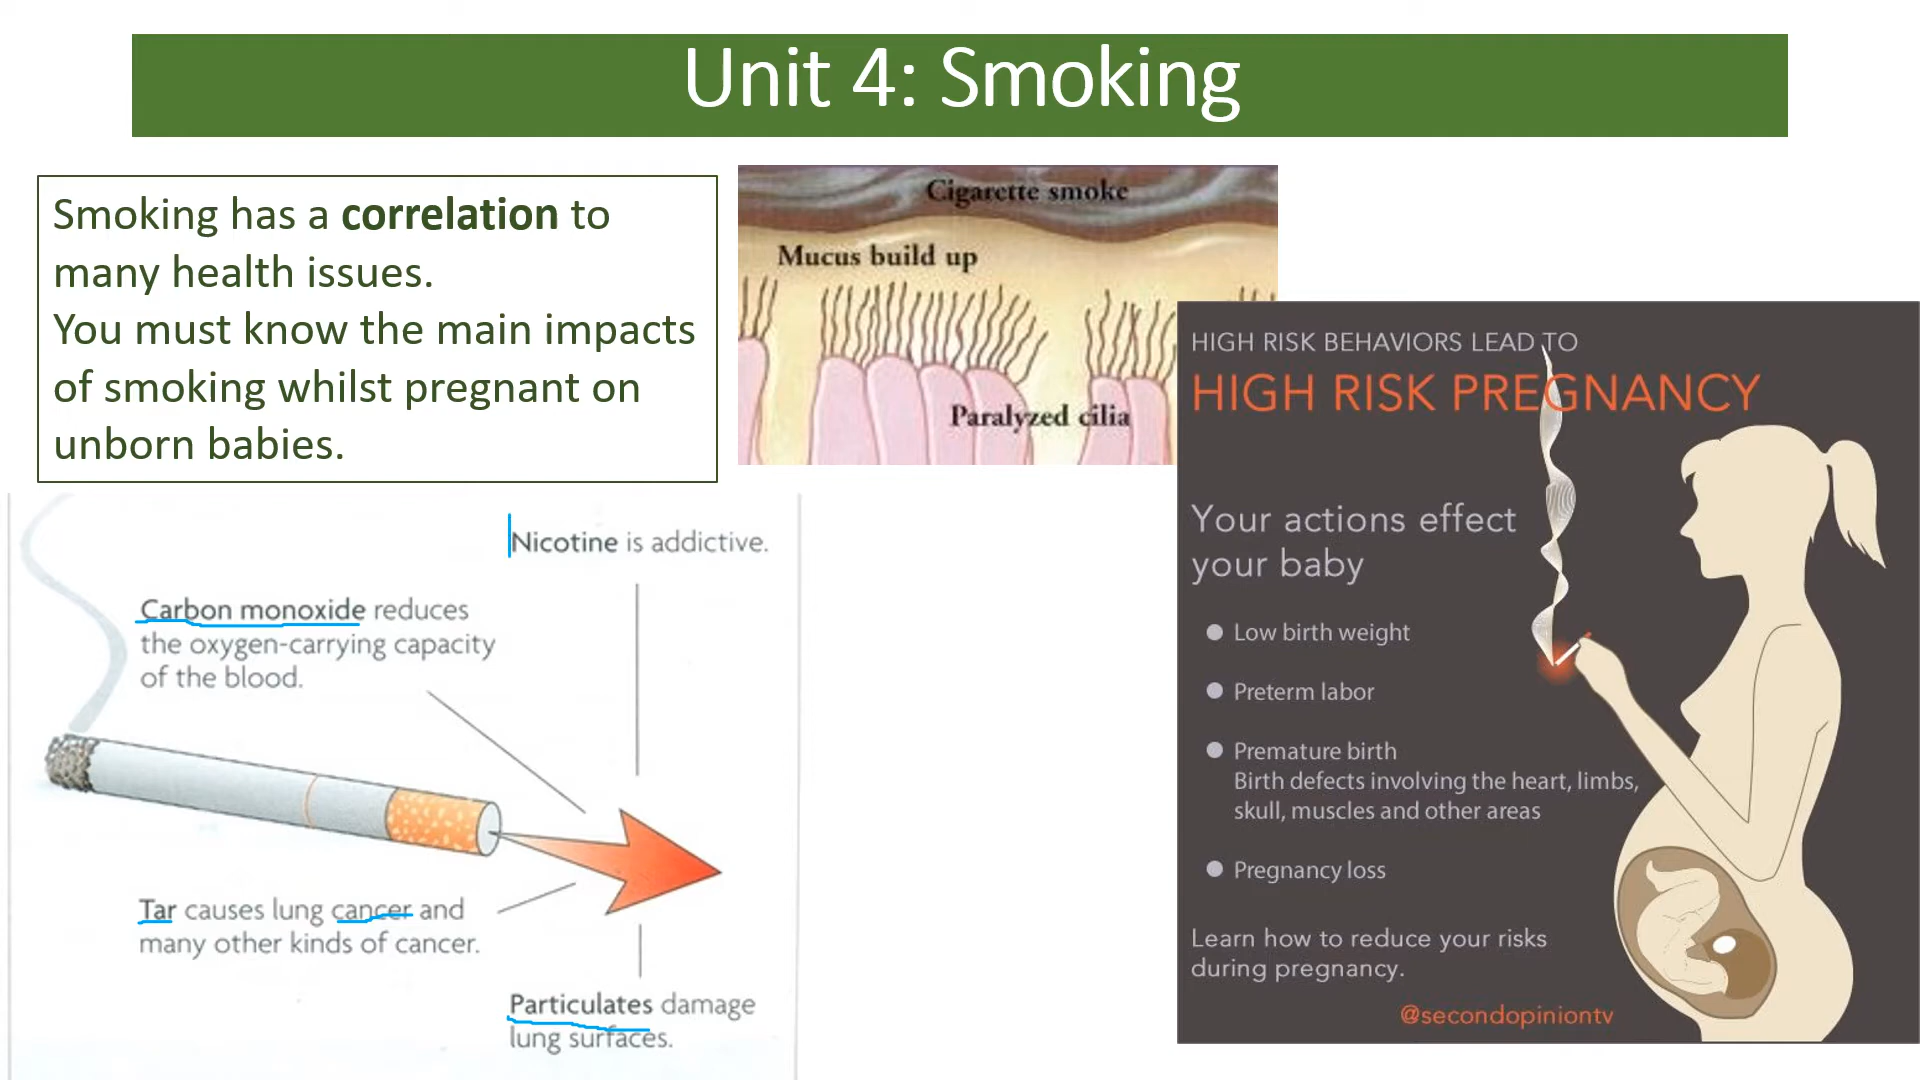 Unit 4: Smoking
Smoking has a correlation to
many health issues.
You must know the main impacts
of smoking whilst pregnant on
unborn babies.
Cigarette smoke
Mucus build up
Paralyzed cilia
Nicotine is addictive.
Carbon monoxide reduces
the oxygen-carrying capacity
of the blood.
Tar causes lung cancer and
many other kinds of cancer.
Particulates damage
lung surfaces.
HIGH RISK BEHAVIORS LEAD TO
HIGH RISK PREGNANCY
Your actions effect
your baby
Low birth weight
Preterm labor
Premature birth
Birth defects involving the heart, limbs,
skull, muscles and other areas
Pregnancy loss
Learn how to reduce your risks
during pregnancy.
@secondopiniontv